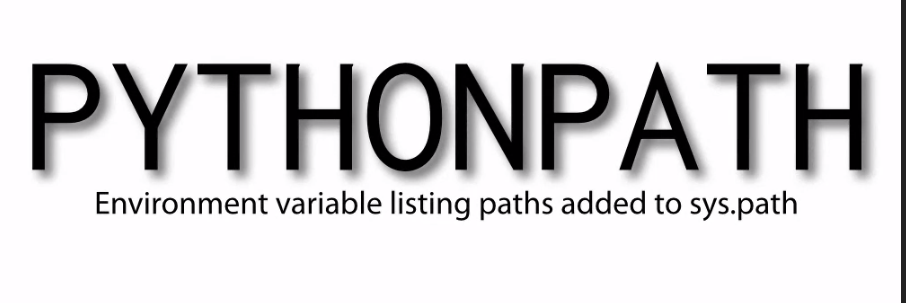 PYTHONPATH
Environment variable listing paths added to sys.path